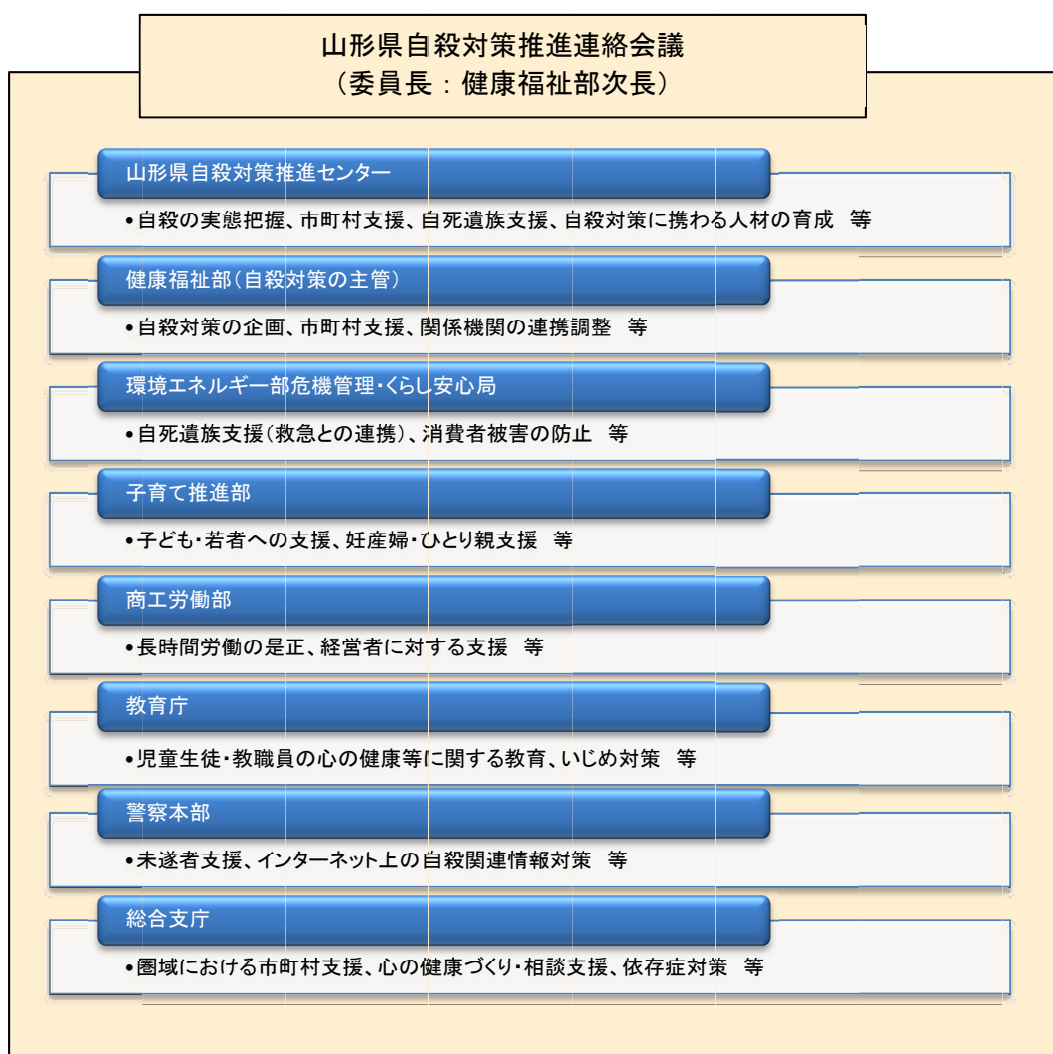 山形県自殺対策推進連絡会議
（委員長：健康福祉部次長）
山形県自殺対策推進センター
•自殺の実態把握、市町村支援、自死遺族支援、自殺対策に携わる人材の育成　等
健康福祉部（自殺対策の主管）
•自殺対策の企画、市町村支援、関係機関の連携調整　等
環境エネルギー部危機管理・くらし安心局
•自死遺族支援（救急との連携）、消費者被害の防止　等
子育て推進部
•子ども・若者への支援、妊産婦・ひとり親支援　等
商工労働部
•長時間労働の是正、経営者に対する支援　等
教育庁
•児童生徒・教職員の心の健康等に関する教育、いじめ対策　等
警察本部
•未遂者支援、インターネット上の自殺関連情報対策　等
総合支庁
•圏域における市町村支援、心の健康づくり・相談支援、依存症対策　等